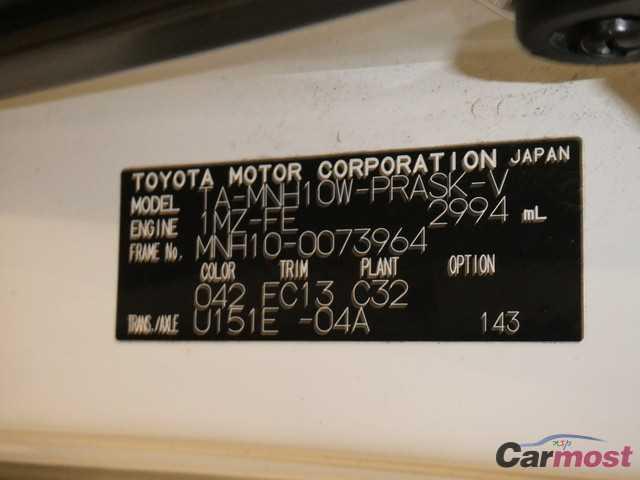 TOYOTA MOTOR CORPORATION JAPAN
MODEL TA-MNH10W-PRASK-V
ENGINE 1MZ-FE 2994 mL
FRAME No. MNH10-0073964
COLOR TRIM PLANT OPTION
042 FC13 C32
TRANS./AXLE U151E -04A 143
Carmost